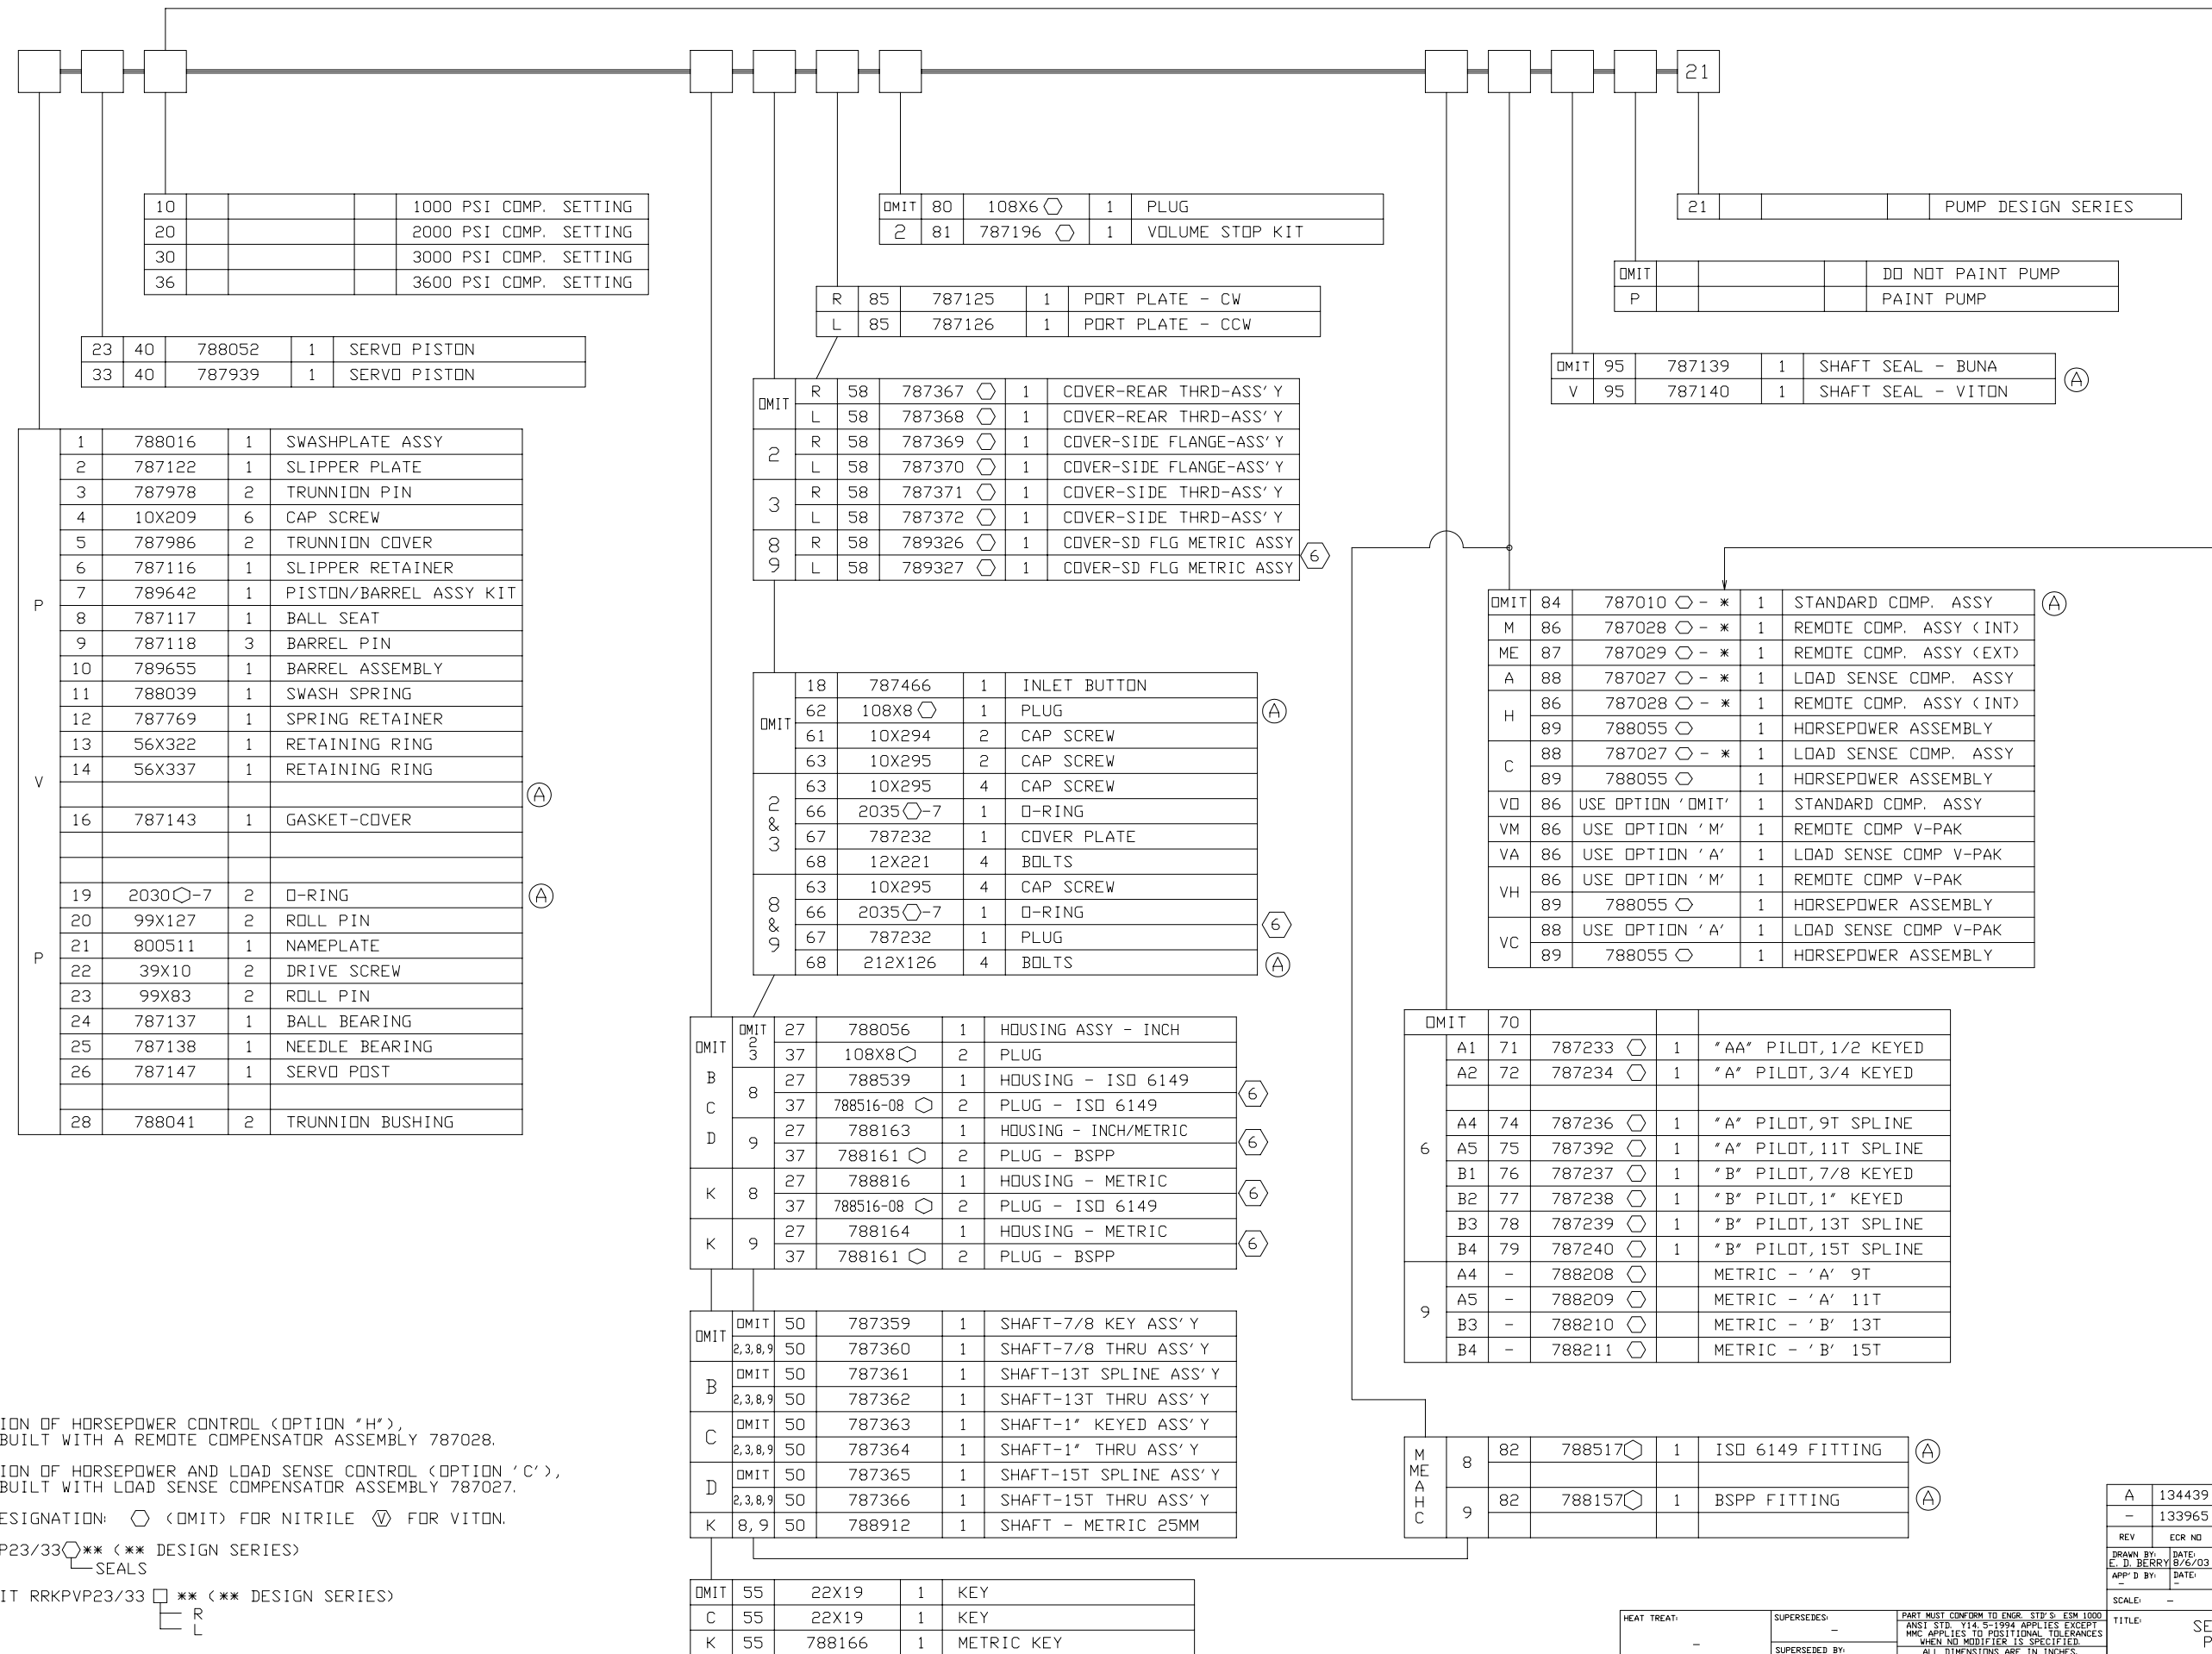 21
10 1000 PSI COMP. SETTING
20 2000 PSI COMP. SETTING
30 3000 PSI COMP. SETTING
36 3600 PSI COMP. SETTING
23 40 788052 1 SERVO PISTON
33 40 787939 1 SERVO PISTON
P V P
1 788016 1 SWASHPLATE ASSY
2 787122 1 SLIPPER PLATE
3 787978 2 TRUNNION PIN
4 10X209 6 CAP SCREW
5 787986 2 TRUNNION COVER
6 787116 1 SLIPPER RETAINER
7 789642 1 PISTON/BARREL ASSY KIT
8 787117 1 BALL SEAT
9 787118 3 BARREL PIN
10 789655 1 BARREL ASSEMBLY
11 788039 1 SWASH SPRING
12 787769 1 SPRING RETAINER
13 56X322 1 RETAINING RING
14 56X337 1 RETAINING RING
A
16 787143 1 GASKET-COVER
19 2030⬡-7 2 O-RING A
20 99X127 2 ROLL PIN
21 800511 1 NAMEPLATE
22 39X10 2 DRIVE SCREW
23 99X83 2 ROLL PIN
24 787137 1 BALL BEARING
25 787138 1 NEEDLE BEARING
26 787147 1 SERVO POST
28 788041 2 TRUNNION BUSHING
ION OF HORSEPOWER CONTROL (OPTION "H"),
BUILT WITH A REMOTE COMPENSATOR ASSEMBLY 787028.
ION OF HORSEPOWER AND LOAD SENSE CONTROL (OPTION 'C'),
BUILT WITH LOAD SENSE COMPENSATOR ASSEMBLY 787027.
ESIGNATION: ⬡ (OMIT) FOR NITRILE V FOR VITON.
P23/33⬡** (** DESIGN SERIES)
SEALS
IT RRKPVP23/33 □ ** (** DESIGN SERIES)
R
L
OMIT 80 108X6⬡ 1 PLUG
2 81 787196 ⬡ 1 VOLUME STOP KIT
R 85 787125 1 PORT PLATE - CW
L 85 787126 1 PORT PLATE - CCW
OMIT R 58 787367 ⬡ 1 COVER-REAR THRD-ASS'Y
L 58 787368 ⬡ 1 COVER-REAR THRD-ASS'Y
2 R 58 787369 ⬡ 1 COVER-SIDE FLANGE-ASS'Y
L 58 787370 ⬡ 1 COVER-SIDE FLANGE-ASS'Y
3 R 58 787371 ⬡ 1 COVER-SIDE THRD-ASS'Y
L 58 787372 ⬡ 1 COVER-SIDE THRD-ASS'Y
8 9 R 58 789326 ⬡ 1 COVER-SD FLG METRIC ASSY 6
L 58 789327 ⬡ 1 COVER-SD FLG METRIC ASSY
OMIT 18 787466 1 INLET BUTTON
62 108X8⬡ 1 PLUG A
61 10X294 2 CAP SCREW
63 10X295 2 CAP SCREW
2 & 3 63 10X295 4 CAP SCREW
66 2035⬡-7 1 O-RING
67 787232 1 COVER PLATE
68 12X221 4 BOLTS
8 & 9 63 10X295 4 CAP SCREW
66 2035⬡-7 1 O-RING 6
67 787232 1 PLUG
68 212X126 4 BOLTS A
OMIT B C D OMIT 2 3 27 788056 1 HOUSING ASSY - INCH
37 108X8⬡ 2 PLUG
8 27 788539 1 HOUSING - ISO 6149 6
37 788516-08 ⬡ 2 PLUG - ISO 6149
9 27 788163 1 HOUSING - INCH/METRIC 6
37 788161 ⬡ 2 PLUG - BSPP
K 8 27 788816 1 HOUSING - METRIC 6
37 788516-08 ⬡ 2 PLUG - ISO 6149
K 9 27 788164 1 HOUSING - METRIC 6
37 788161 ⬡ 2 PLUG - BSPP
OMIT OMIT 50 787359 1 SHAFT-7/8 KEY ASS'Y
2,3,8,9 50 787360 1 SHAFT-7/8 THRU ASS'Y
B OMIT 50 787361 1 SHAFT-13T SPLINE ASS'Y
2,3,8,9 50 787362 1 SHAFT-13T THRU ASS'Y
C OMIT 50 787363 1 SHAFT-1" KEYED ASS'Y
2,3,8,9 50 787364 1 SHAFT-1" THRU ASS'Y
D OMIT 50 787365 1 SHAFT-15T SPLINE ASS'Y
2,3,8,9 50 787366 1 SHAFT-15T THRU ASS'Y
K 8,9 50 788912 1 SHAFT - METRIC 25MM
OMIT 55 22X19 1 KEY
C 55 22X19 1 KEY
K 55 788166 1 METRIC KEY
21 PUMP DESIGN SERIES
OMIT DO NOT PAINT PUMP
P PAINT PUMP
OMIT 95 787139 1 SHAFT SEAL - BUNA A
V 95 787140 1 SHAFT SEAL - VITON
OMIT 84 787010 ⬡ - * 1 STANDARD COMP. ASSY A
M 86 787028 ⬡ - * 1 REMOTE COMP. ASSY (INT)
ME 87 787029 ⬡ - * 1 REMOTE COMP. ASSY (EXT)
A 88 787027 ⬡ - * 1 LOAD SENSE COMP. ASSY
H 86 787028 ⬡ - * 1 REMOTE COMP. ASSY (INT)
89 788055 ⬡ 1 HORSEPOWER ASSEMBLY
C 88 787027 ⬡ - * 1 LOAD SENSE COMP. ASSY
89 788055 ⬡ 1 HORSEPOWER ASSEMBLY
VO 86 USE OPTION 'OMIT' 1 STANDARD COMP. ASSY
VM 86 USE OPTION 'M' 1 REMOTE COMP V-PAK
VA 86 USE OPTION 'A' 1 LOAD SENSE COMP V-PAK
VH 86 USE OPTION 'M' 1 REMOTE COMP V-PAK
89 788055 ⬡ 1 HORSEPOWER ASSEMBLY
VC 88 USE OPTION 'A' 1 LOAD SENSE COMP V-PAK
89 788055 ⬡ 1 HORSEPOWER ASSEMBLY
OMIT 70
6 A1 71 787233 ⬡ 1 "AA" PILOT,1/2 KEYED
A2 72 787234 ⬡ 1 "A" PILOT,3/4 KEYED
A4 74 787236 ⬡ 1 "A" PILOT,9T SPLINE
A5 75 787392 ⬡ 1 "A" PILOT,11T SPLINE
B1 76 787237 ⬡ 1 "B" PILOT,7/8 KEYED
B2 77 787238 ⬡ 1 "B" PILOT,1" KEYED
B3 78 787239 ⬡ 1 "B" PILOT,13T SPLINE
B4 79 787240 ⬡ 1 "B" PILOT,15T SPLINE
9 A4 - 788208 ⬡ METRIC - 'A' 9T
A5 - 788209 ⬡ METRIC - 'A' 11T
B3 - 788210 ⬡ METRIC - 'B' 13T
B4 - 788211 ⬡ METRIC - 'B' 15T
M ME A H C 8 82 788517⬡ 1 ISO 6149 FITTING A
9 82 788157⬡ 1 BSPP FITTING A
A 134439
- 133965
REV ECR NO
DRAWN BY: DATE:
E. D. BERRY 8/6/03
APP'D BY: DATE:
- -
SCALE: -
TITLE: SE
P
HEAT TREAT:
-
SUPERSEDES:
-
SUPERSEDED BY:
PART MUST CONFORM TO ENGR. STD'S: ESM 1000
ANSI STD. Y14.5-1994 APPLIES EXCEPT
MMC APPLIES TO POSITIONAL TOLERANCES
WHEN NO MODIFIER IS SPECIFIED.
ALL DIMENSIONS ARE IN INCHES.